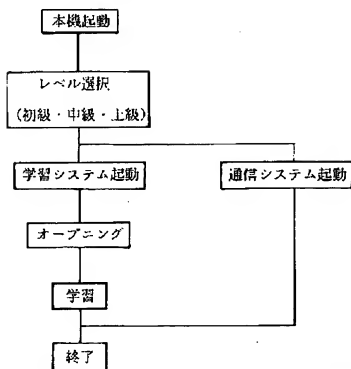 本機起動
レベル選択
(初級・中級・上級)
学習システム起動
通信システム起動
オープニング
学習
終了